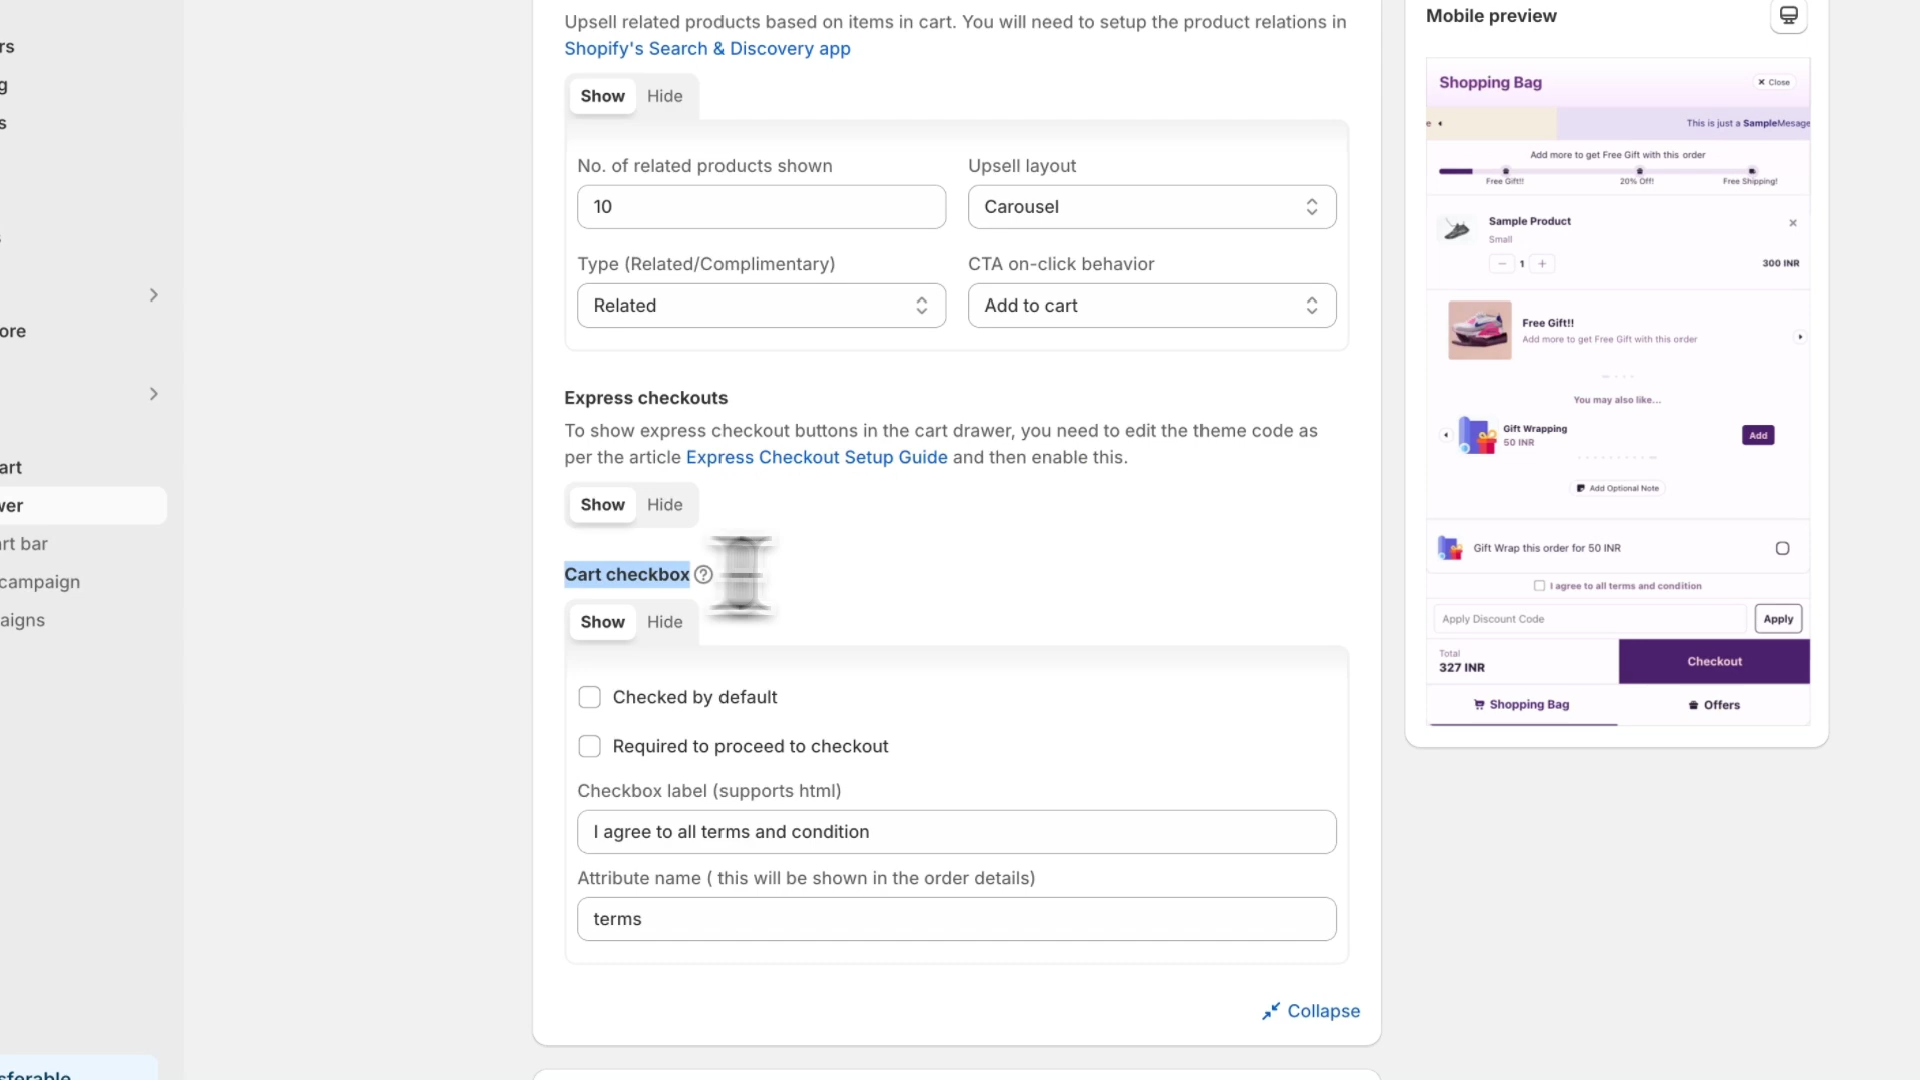 rs
g
s
ore
art
wer
rt bar
campaign
aigns
sferable
Upsell related products based on items in cart. You will need to setup the product relations in
Shopify's Search & Discovery app
Show Hide
No. of related products shown
10
Upsell layout
Carousel
Type (Related/Complimentary)
Related
CTA on-click behavior
Add to cart
Express checkouts
To show express checkout buttons in the cart drawer, you need to edit the theme code as
per the article Express Checkout Setup Guide and then enable this.
Show Hide
Cart checkbox
Show Hide
Checked by default
Required to proceed to checkout
Checkbox label (supports html)
I agree to all terms and condition
Attribute name ( this will be shown in the order details)
terms
Collapse
Mobile preview
Shopping Bag
Close
e
This is just a SampleMesage
Add more to get Free Gift with this order
Free Gift!! 20% Off! Free Shipping!
Sample Product
Small
1
300 INR
Free Gift!!
Add more to get Free Gift with this order
You may also like...
Gift Wrapping
50 INR
Add
Add Optional Note
Gift Wrap this order for 50 INR
I agree to all terms and condition
Apply Discount Code
Apply
Total
327 INR
Checkout
Shopping Bag
Offers